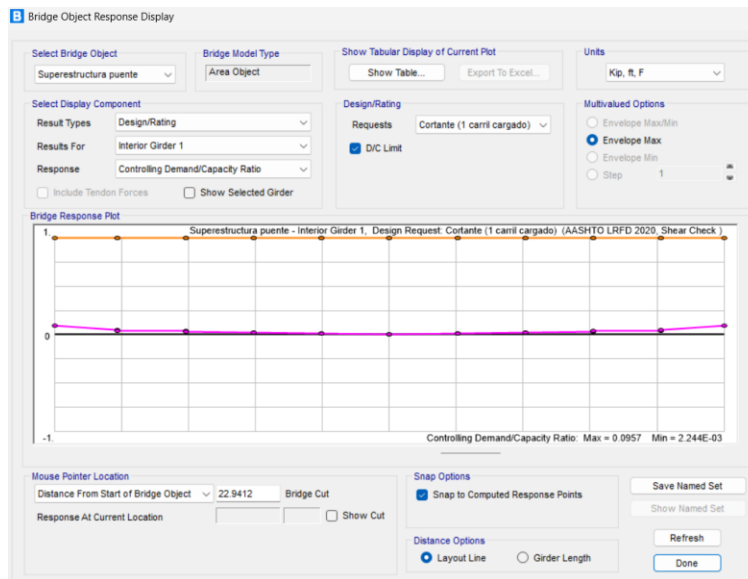 B Bridge Object Response Display
Select Bridge Object
Superestructura puente
Bridge Model Type
Area Object
Show Tabular Display of Current Plot
Show Table...
Export To Excel...
Units
Kip, ft, F
Select Display Component
Result Types Design/Rating
Results For Interior Girder 1
Response Controlling Demand/Capacity Ratio
Include Tendon Forces Show Selected Girder
Design/Rating
Requests Cortante (1 carril cargado)
D/C Limit
Multivalued Options
Envelope Max/Min
Envelope Max
Envelope Min
Step 1
Bridge Response Plot
1. Superestructura puente - Interior Girder 1, Design Request: Cortante (1 carril cargado) (AASHTO LRFD 2020, Shear Check )
0
-1. Controlling Demand/Capacity Ratio: Max = 0.0957 Min = 2.244E-03
Mouse Pointer Location
Distance From Start of Bridge Object 22.9412 Bridge Cut
Response At Current Location Show Cut
Snap Options
Snap to Computed Response Points
Distance Options
Layout Line Girder Length
Save Named Set
Show Named Set
Refresh
Done